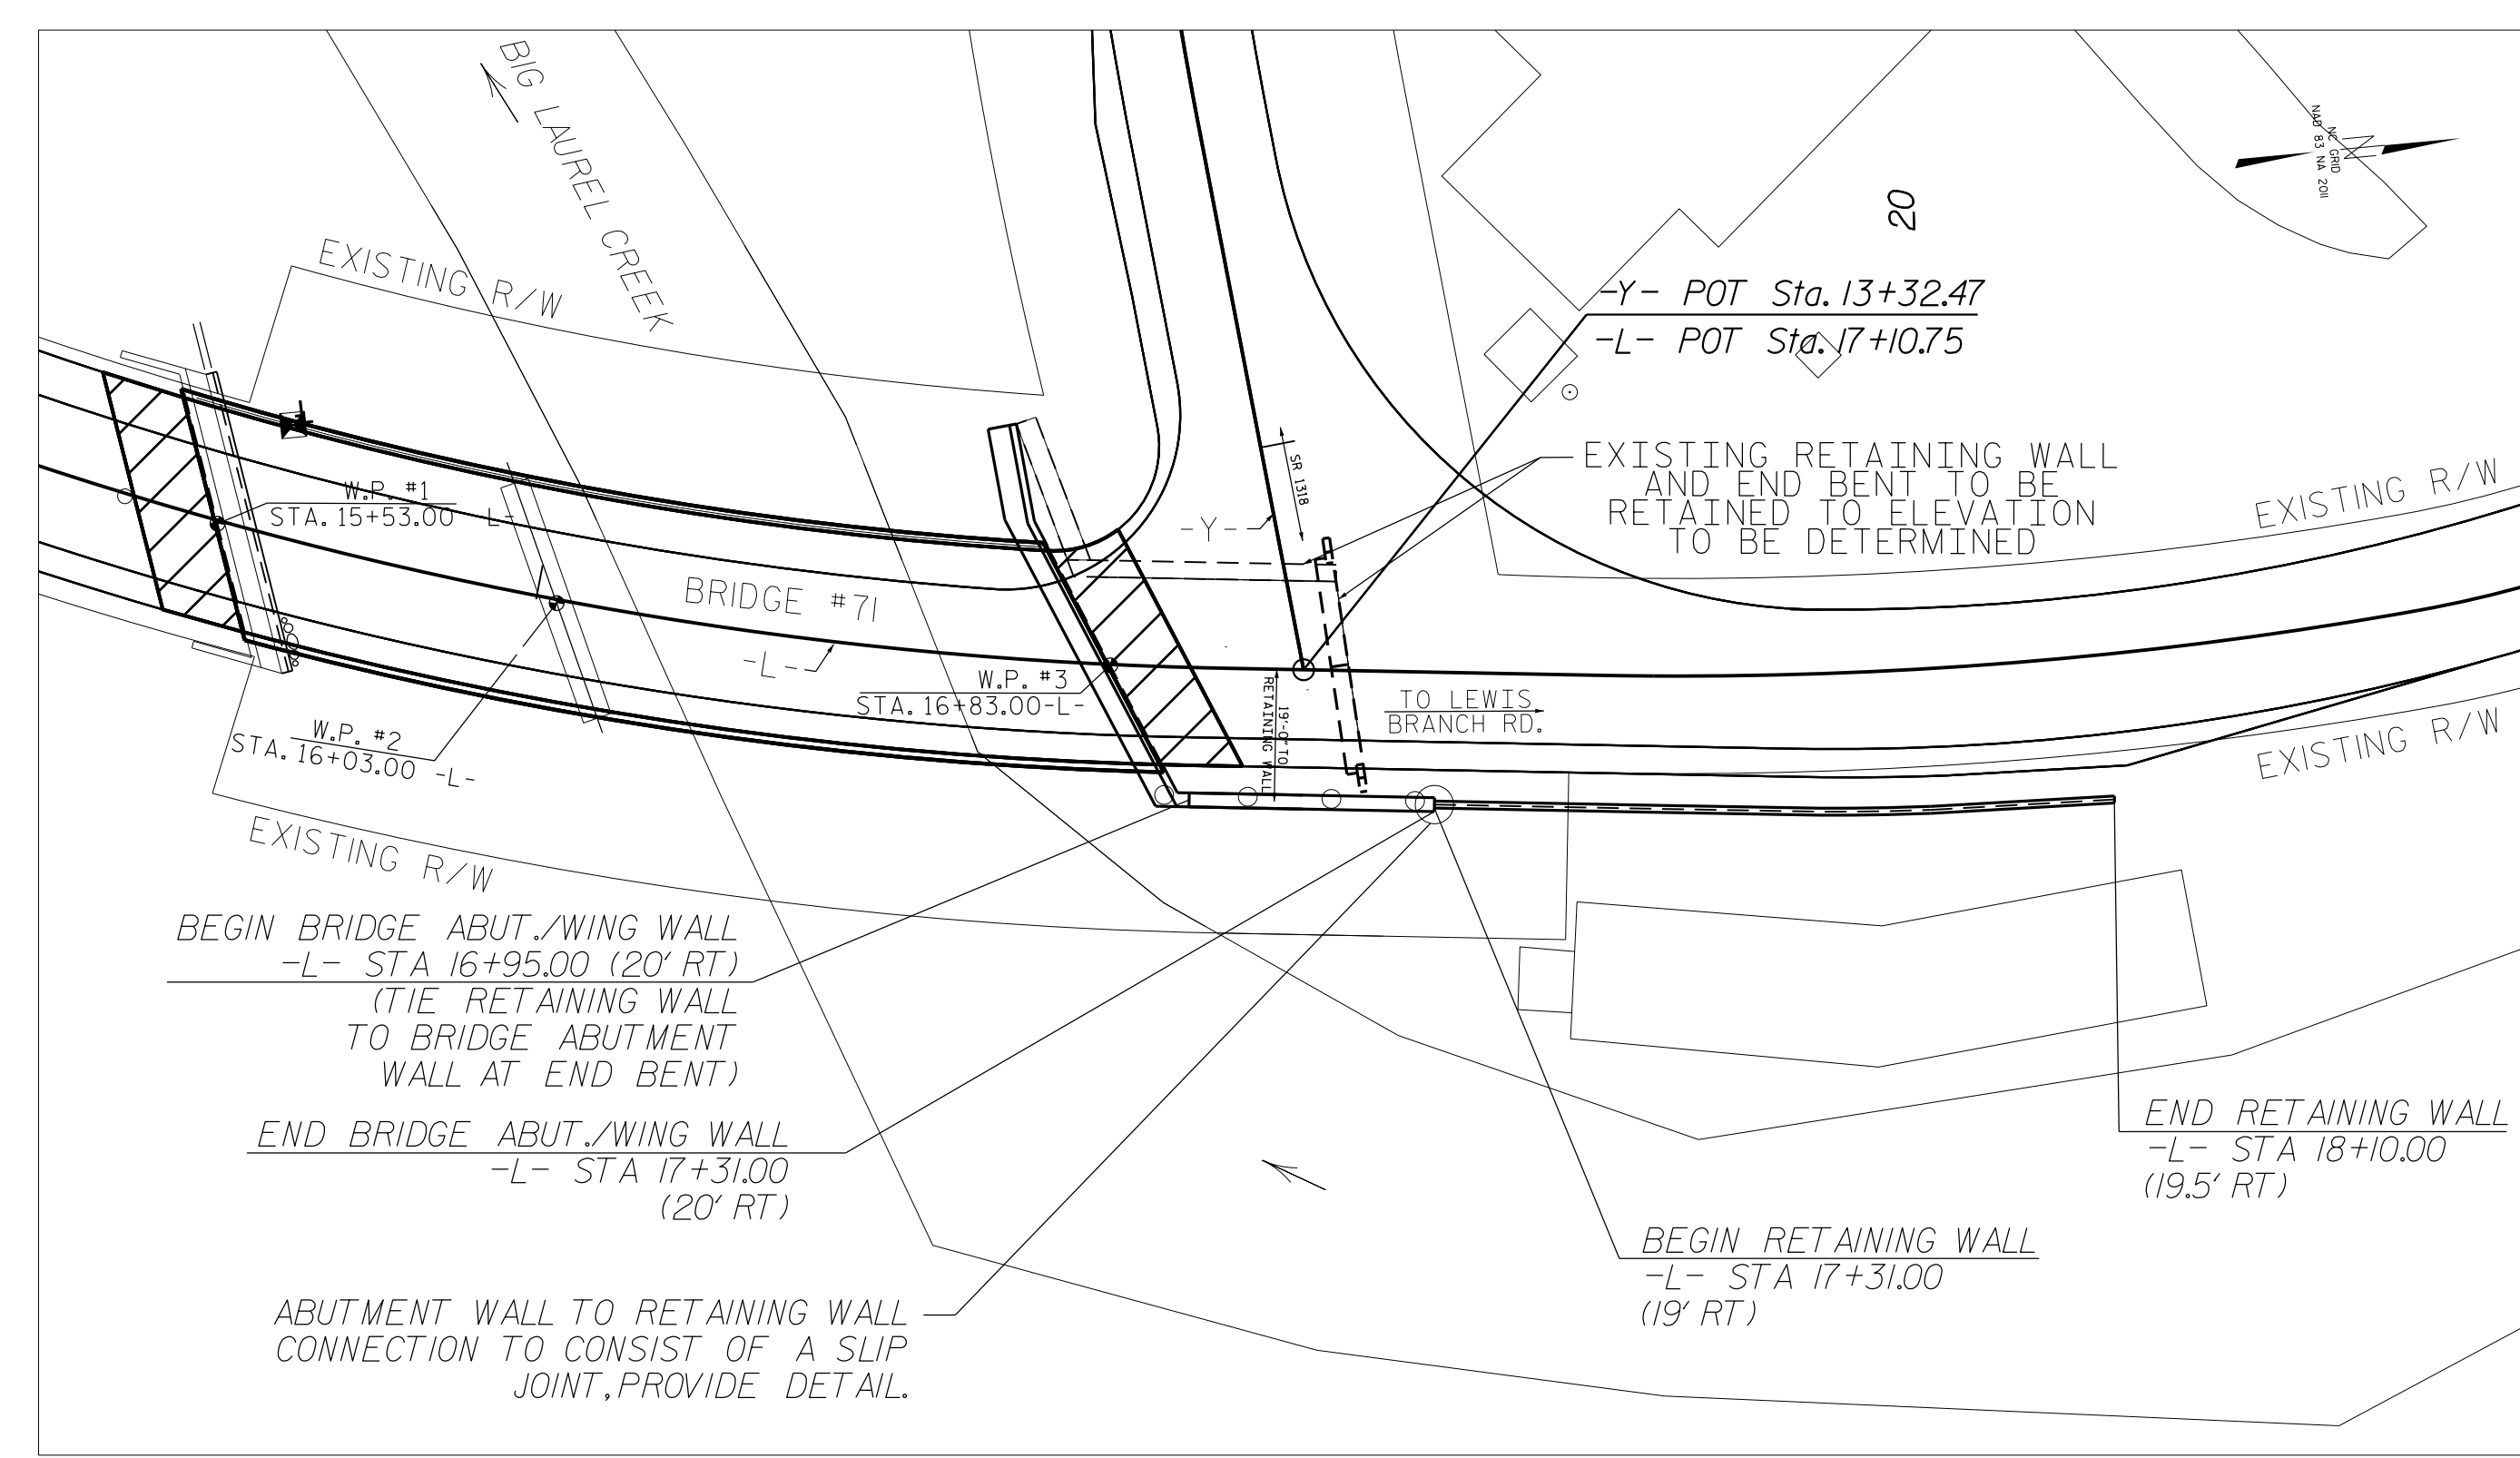 BIG LAUREL CREEK
NC GRID
NAD 83 NA 2011
20
EXISTING R/W
-Y- POT Sta. 13+32.47
-L- POT Sta. 17+10.75
EXISTING RETAINING WALL
AND END BENT TO BE
RETAINED TO ELEVATION
TO BE DETERMINED
SR 1318
EXISTING R/W
W.P. #1
STA. 15+53.00 -L-
-Y-
BRIDGE #71
-L-
W.P. #3
STA. 16+83.00-L-
19'-0" TO
RETAINING WALL
TO LEWIS
BRANCH RD.
W.P. #2
STA. 16+03.00 -L-
EXISTING R/W
EXISTING R/W
BEGIN BRIDGE ABUT./WING WALL
-L- STA 16+95.00 (20' RT)
(TIE RETAINING WALL
TO BRIDGE ABUTMENT
WALL AT END BENT)
END BRIDGE ABUT./WING WALL
-L- STA 17+31.00
(20' RT)
END RETAINING WALL
-L- STA 18+10.00
(19.5' RT)
BEGIN RETAINING WALL
-L- STA 17+31.00
(19' RT)
ABUTMENT WALL TO RETAINING WALL
CONNECTION TO CONSIST OF A SLIP
JOINT, PROVIDE DETAIL.